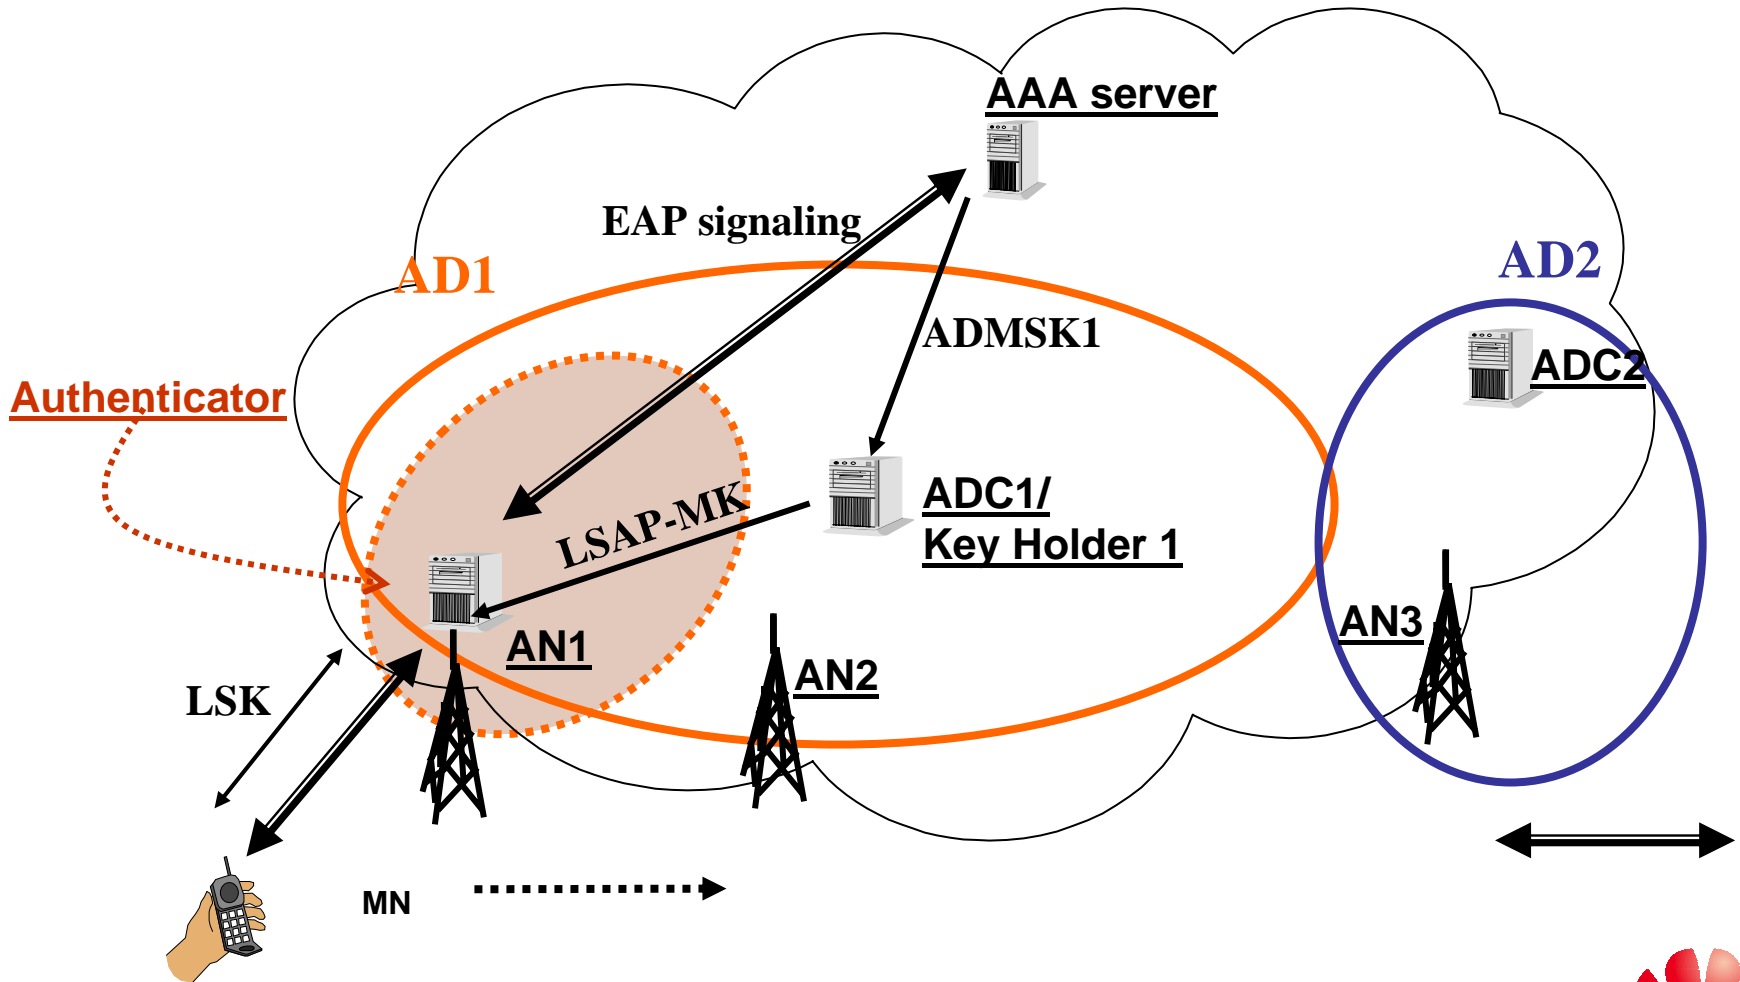 AAA server
EAP signaling
AD1
AD2
ADMSK1
ADC2
Authenticator
LSAP-MK
ADC1/
Key Holder 1
AN1
AN2
AN3
LSK
MN